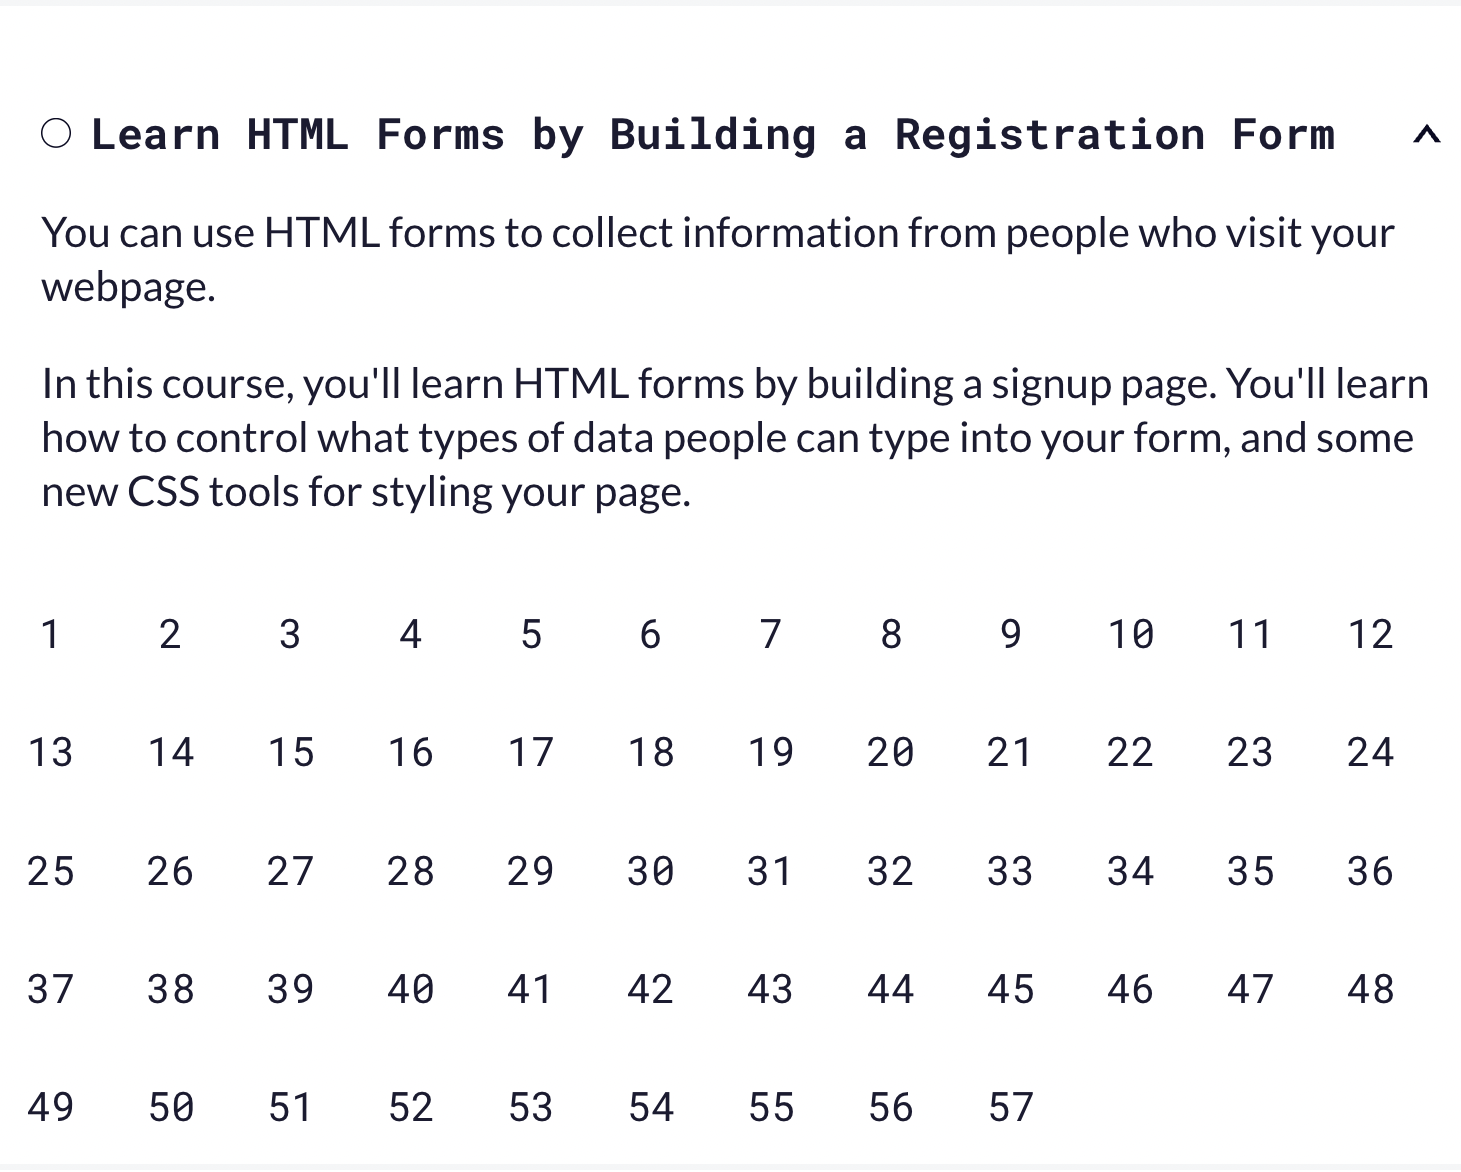 Learn HTML Forms by Building a Registration Form
You can use HTML forms to collect information from people who visit your
webpage.
In this course, you'll learn HTML forms by building a signup page. You'll learn
how to control what types of data people can type into your form, and some
new CSS tools for styling your page.
1 2 3 4 5 6 7 8 9 10 11 12
13 14 15 16 17 18 19 20 21 22 23 24
25 26 27 28 29 30 31 32 33 34 35 36
37 38 39 40 41 42 43 44 45 46 47 48
49 50 51 52 53 54 55 56 57